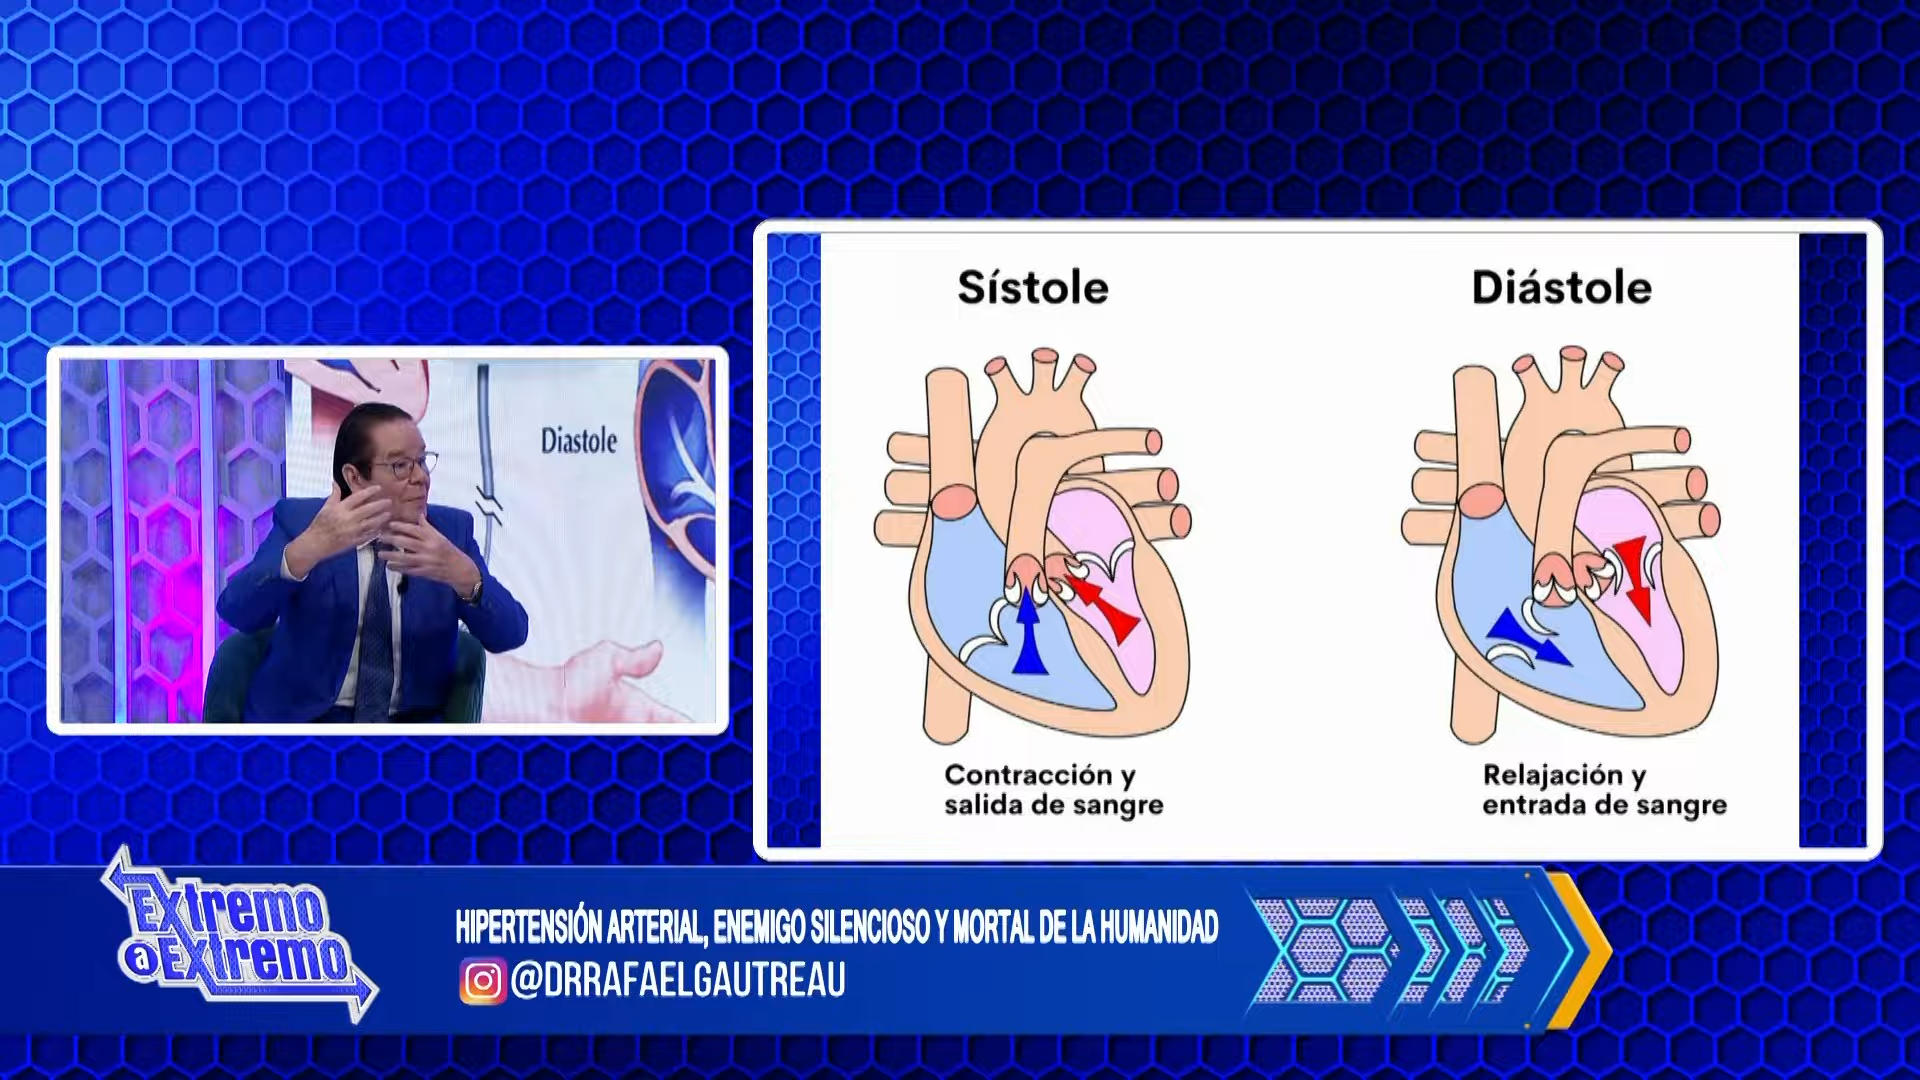 Sístole
Diástole
Diastole
Contracción y
salida de sangre
Relajación y
entrada de sangre
Extremo
a Extremo
HIPERTENSIÓN ARTERIAL, ENEMIGO SILENCIOSO Y MORTAL DE LA HUMANIDAD
@DRRAFAELGAUTREAU